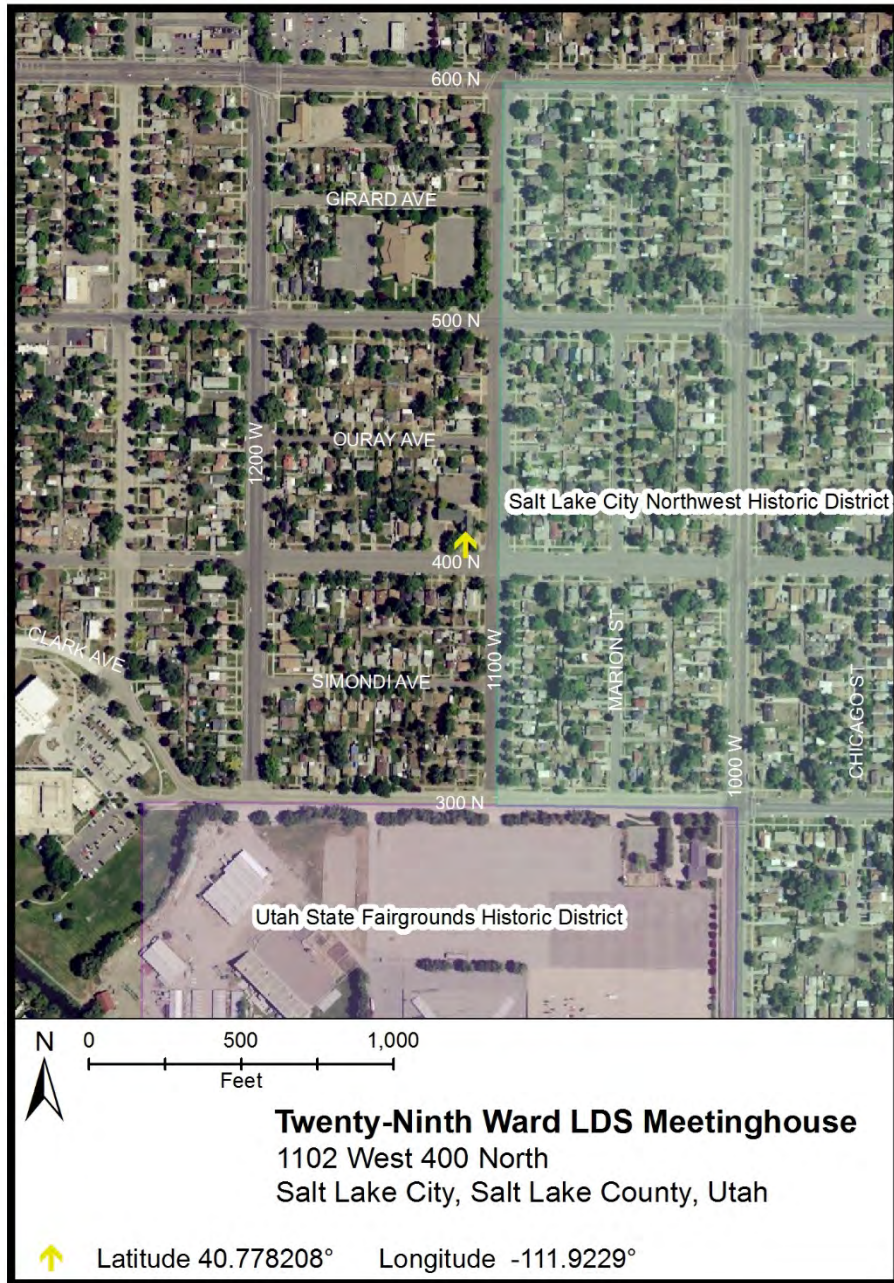 600 N
GIRARD AVE
500 N
1200 W
OURAY AVE
Salt Lake City Northwest Historic District
400 N
CLARK AVE
SIMONDI AVE
1100 W
MARION ST
1000 W
CHICAGO ST
300 N
Utah State Fairgrounds Historic District
N
0 500 1,000
Feet
Twenty-Ninth Ward LDS Meetinghouse
1102 West 400 North
Salt Lake City, Salt Lake County, Utah
Latitude 40.778208° Longitude -111.9229°